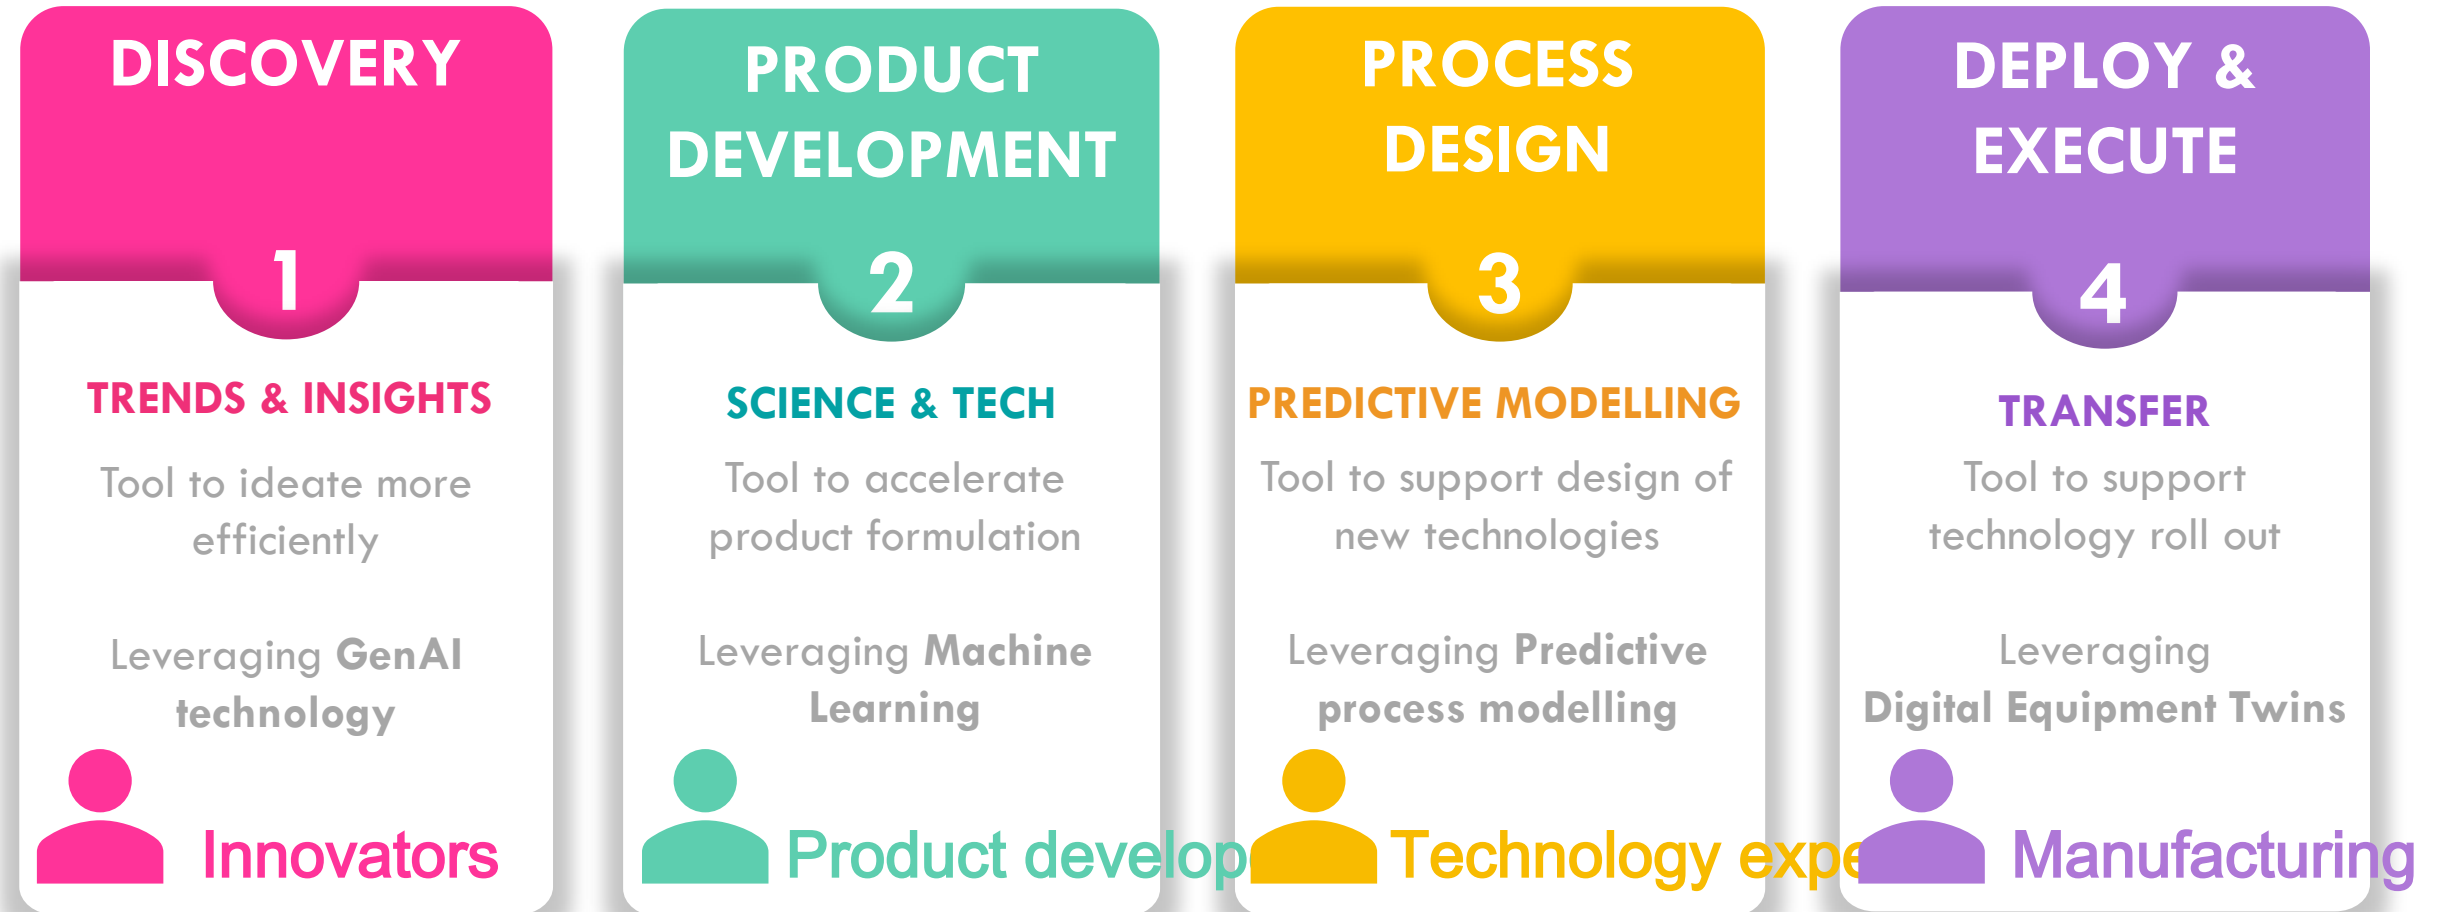 DISCOVERY
1
TRENDS & INSIGHTS
Tool to ideate more
efficiently
Leveraging GenAI
technology
Innovators
PRODUCT
DEVELOPMENT
2
SCIENCE & TECH
Tool to accelerate
product formulation
Leveraging Machine
Learning
Product
PROCESS
DESIGN
3
PREDICTIVE MODELLING
Tool to support design of
new technologies
Leveraging Predictive
process modelling
Technology
DEPLOY &
EXECUTE
4
TRANSFER
Tool to support
technology roll out
Leveraging
Digital Equipment Twins
Manufacturing